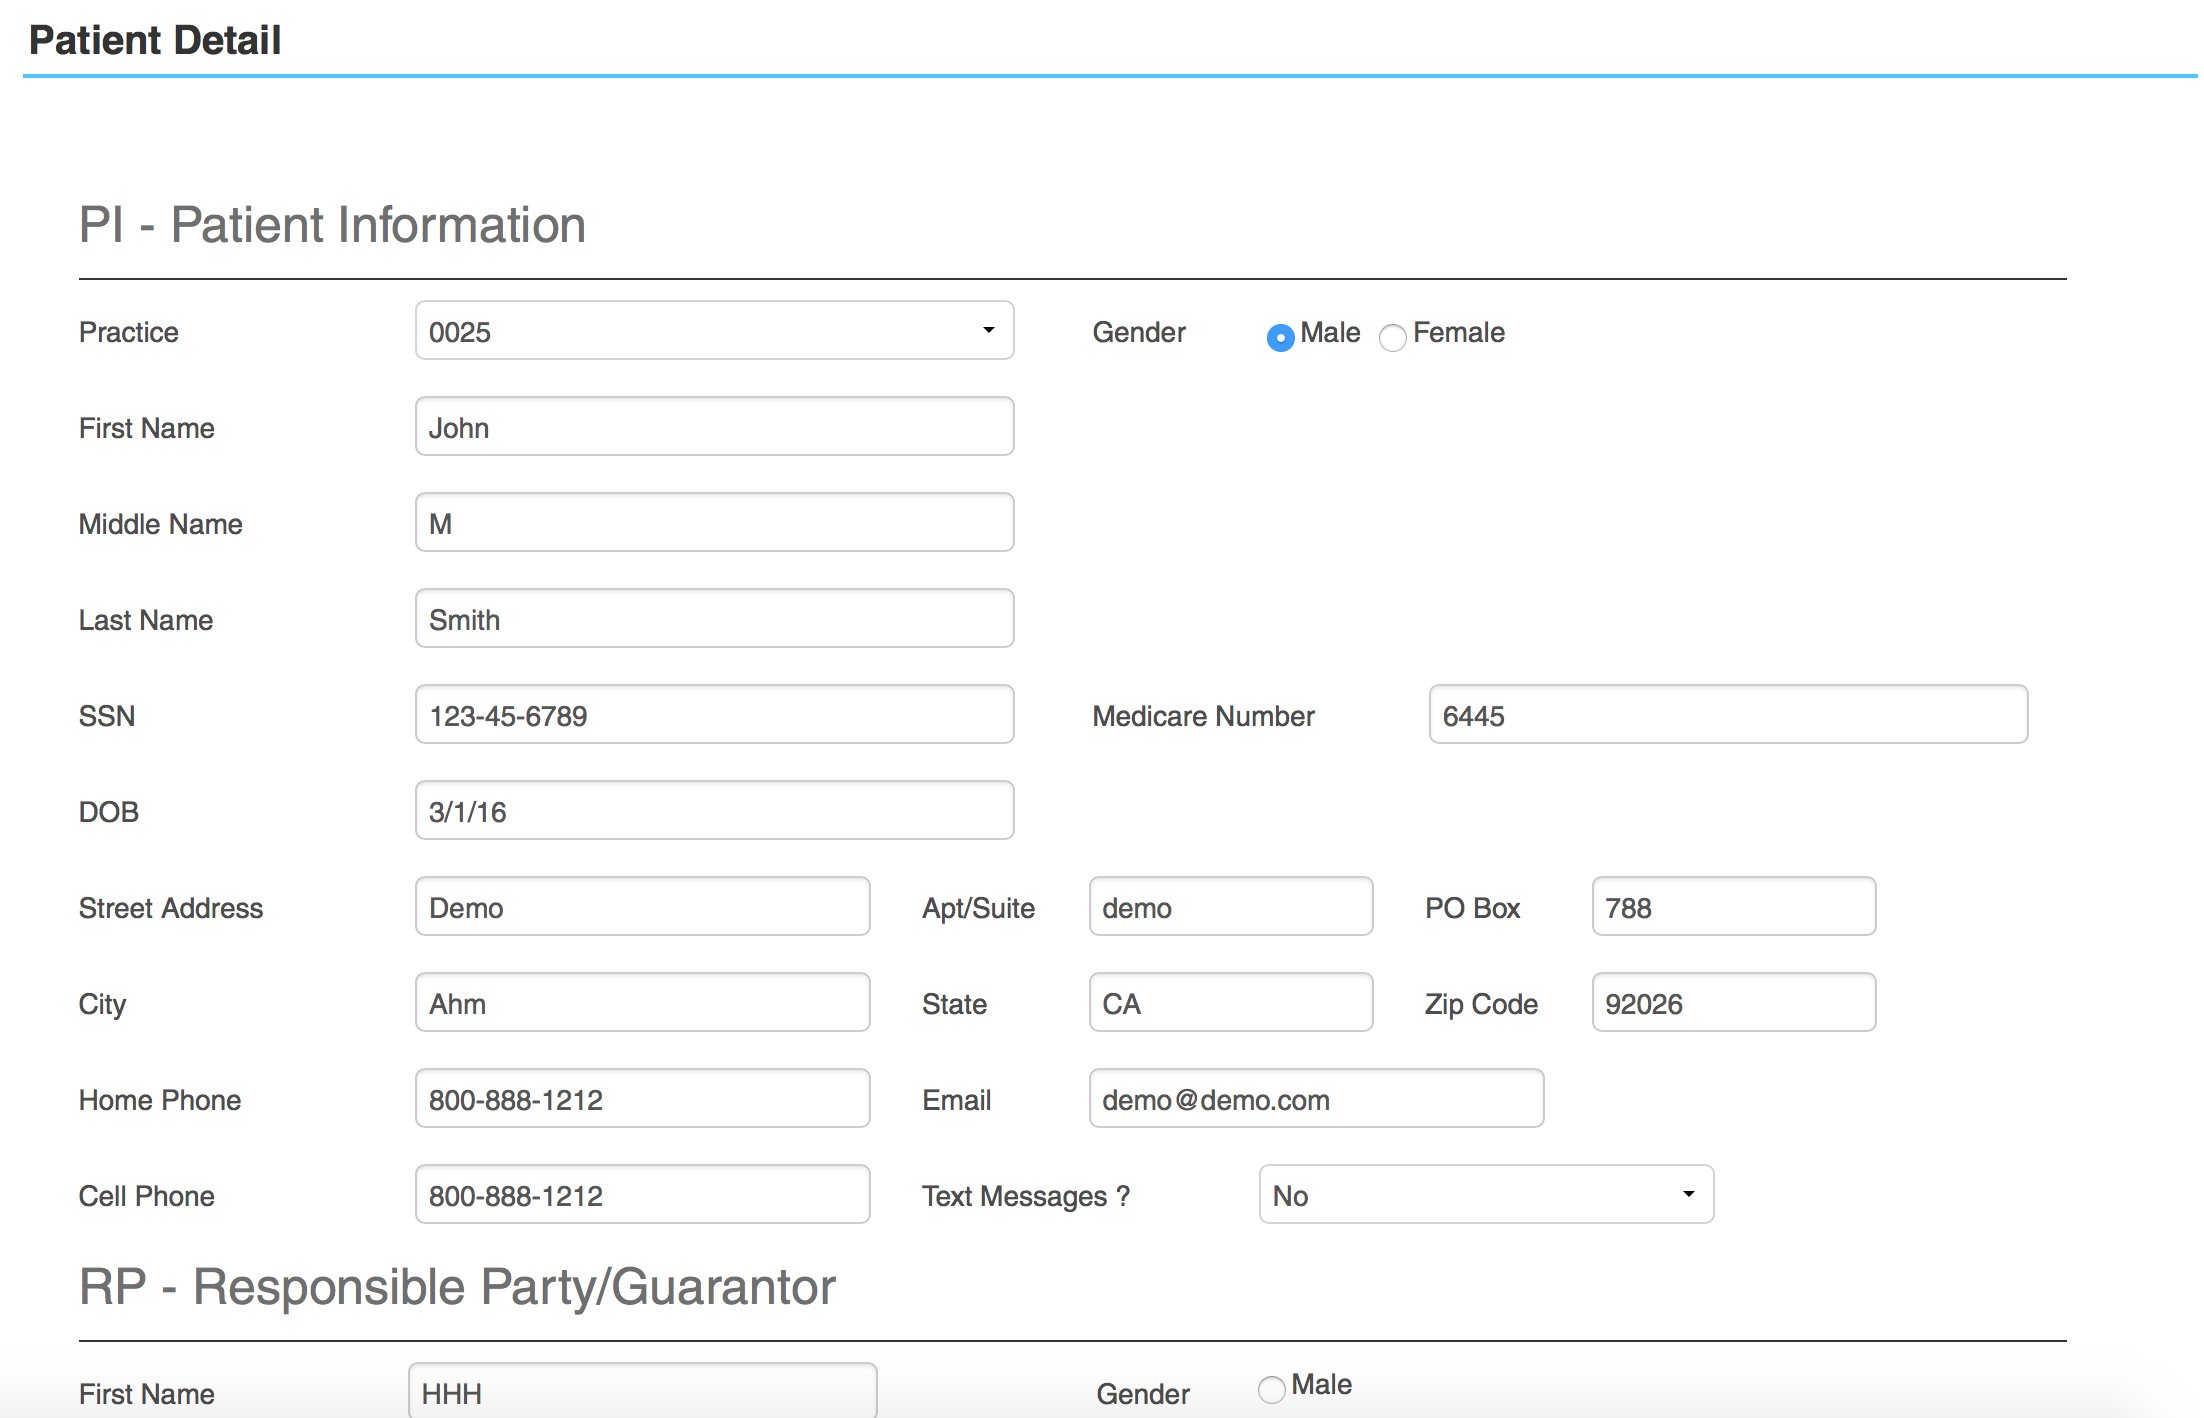 Patient Detail
PI - Patient Information
Practice 0025 Gender Male Female
First Name John
Middle Name M
Last Name Smith
SSN 123-45-6789 Medicare Number 6445
DOB 3/1/16
Street Address Demo Apt/Suite demo PO Box 788
City Ahm State CA Zip Code 92026
Home Phone 800-888-1212 Email demo@demo.com
Cell Phone 800-888-1212 Text Messages ? No
RP - Responsible Party/Guarantor
First Name HHH Gender Male